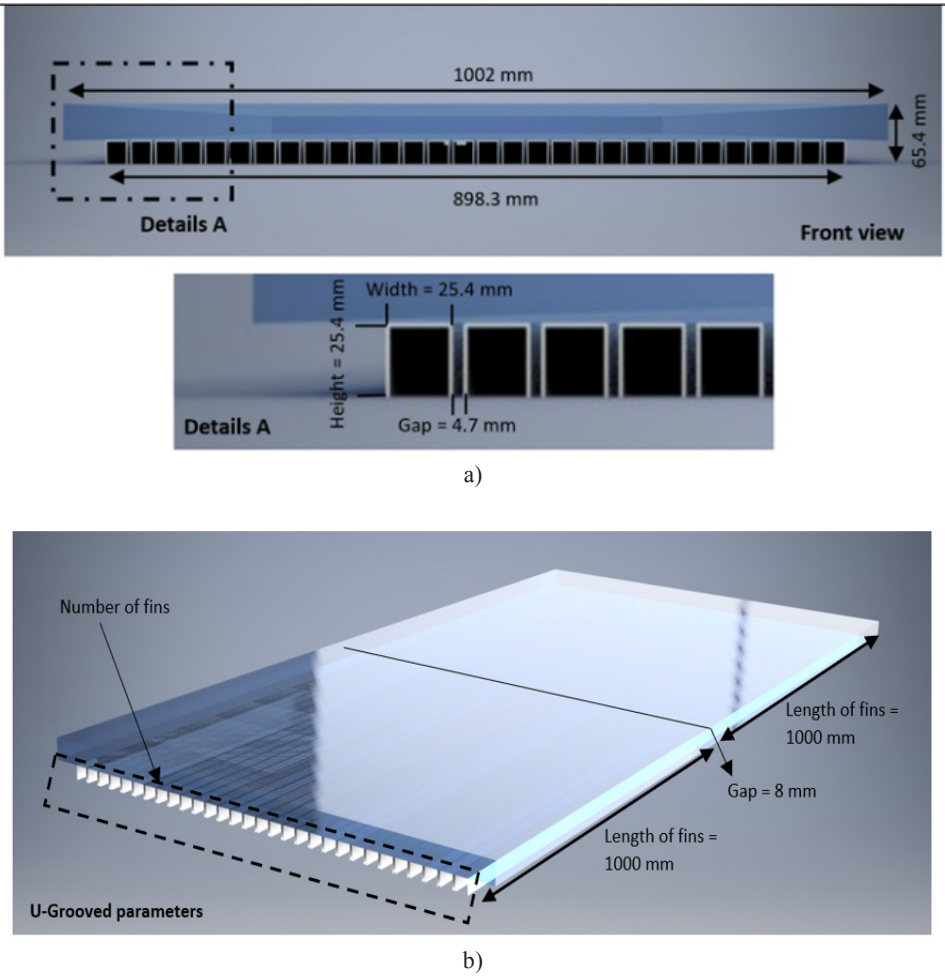 1002 mm
65.4 mm
898.3 mm
Details A
Front view
Width = 25.4 mm
Height = 25.4 mm
Gap = 4.7 mm
Details A
a)
Number of fins
Length of fins =
1000 mm
Gap = 8 mm
Length of fins =
1000 mm
U-Grooved parameters
b)